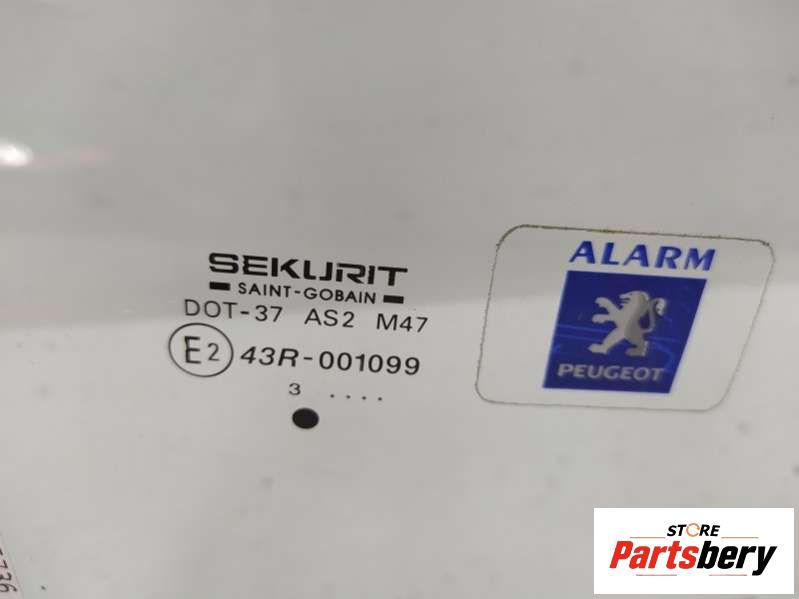 SEKURIT
SAINT-GOBAIN
DOT-37 AS2 M47
E2 43R-001099
3 ....
ALARM
PEUGEOT
STORE
Partsbery